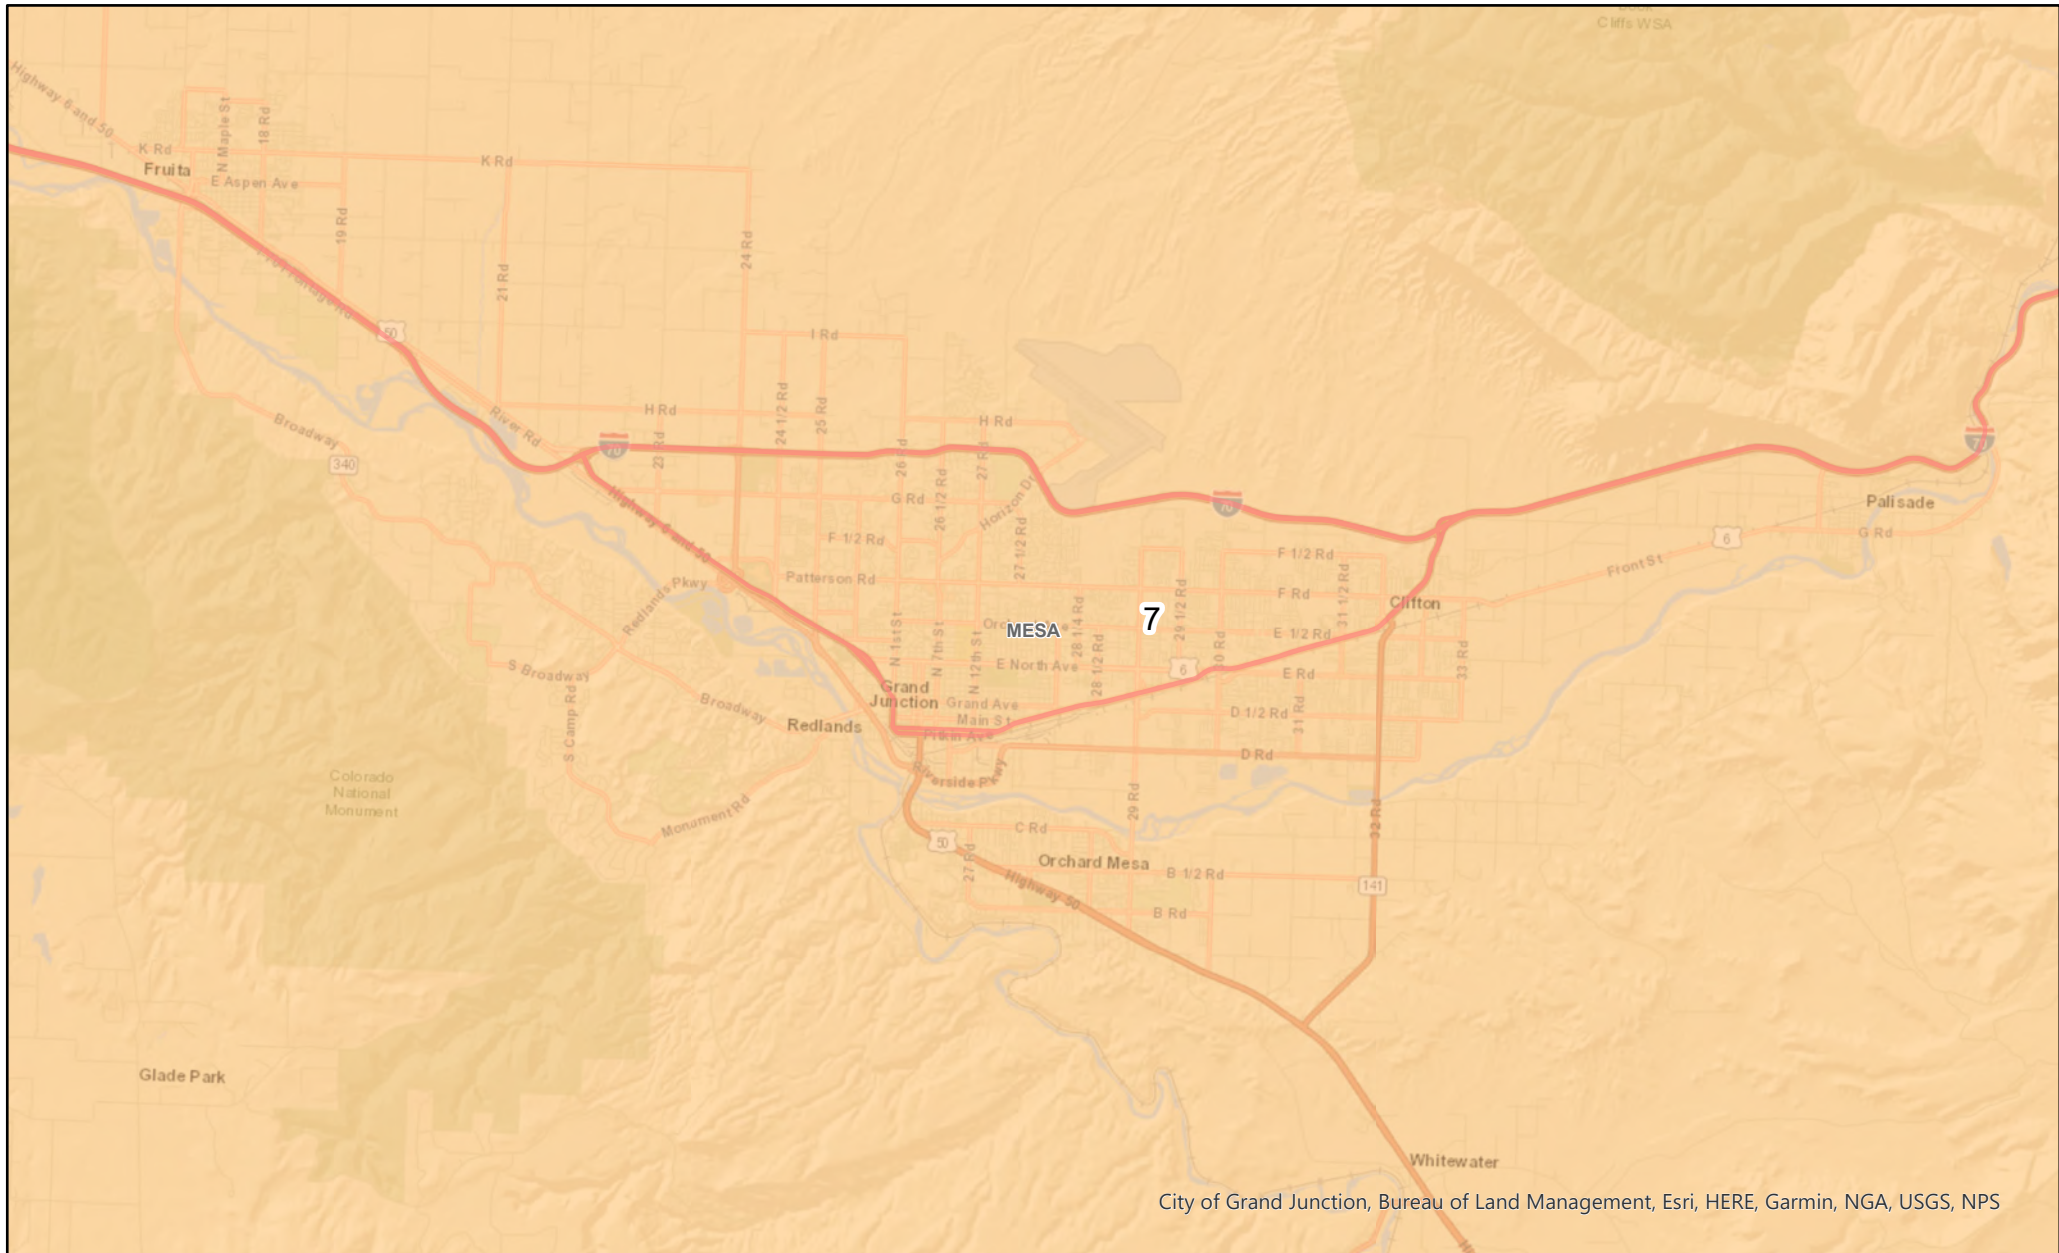 Cliffs WSA
Highway 6 and 50
N Maple St
18 Rd
K Rd
K Rd
Fruita
E Aspen Ave
19 Rd
21 Rd
24 Rd
50
I Rd
24 1/2 Rd
25 Rd
H Rd
H Rd
River Rd
Broadway
340
70
23 Rd
26 Rd
27 Rd
26 1/2 Rd
G Rd
Horizon Dr
70
70
Palisade
6
G Rd
Front St
Highway 6 and 50
F 1/2 Rd
27 1/2 Rd
F 1/2 Rd
Patterson Rd
Redlands Pkwy
28 1/4 Rd
29 1/2 Rd
F Rd
31 1/2 Rd
Clifton
7
MESA
N 1st St
N 7th St
N 12th St
E 1/2 Rd
30 Rd
33 Rd
E North Ave
28 1/2 Rd
6
E Rd
S Broadway
S Camp Rd
Broadway
Grand
Junction
Grand Ave
Main St
Pitkin Ave
D 1/2 Rd
31 Rd
Redlands
D Rd
Riverside Pkwy
Colorado
National
Monument
Monument Rd
29 Rd
32 Rd
C Rd
50
27 Rd
Orchard Mesa
B 1/2 Rd
141
Highway 50
B Rd
Glade Park
Whitewater
City of Grand Junction, Bureau of Land Management, Esri, HERE, Garmin, NGA, USGS, NPS